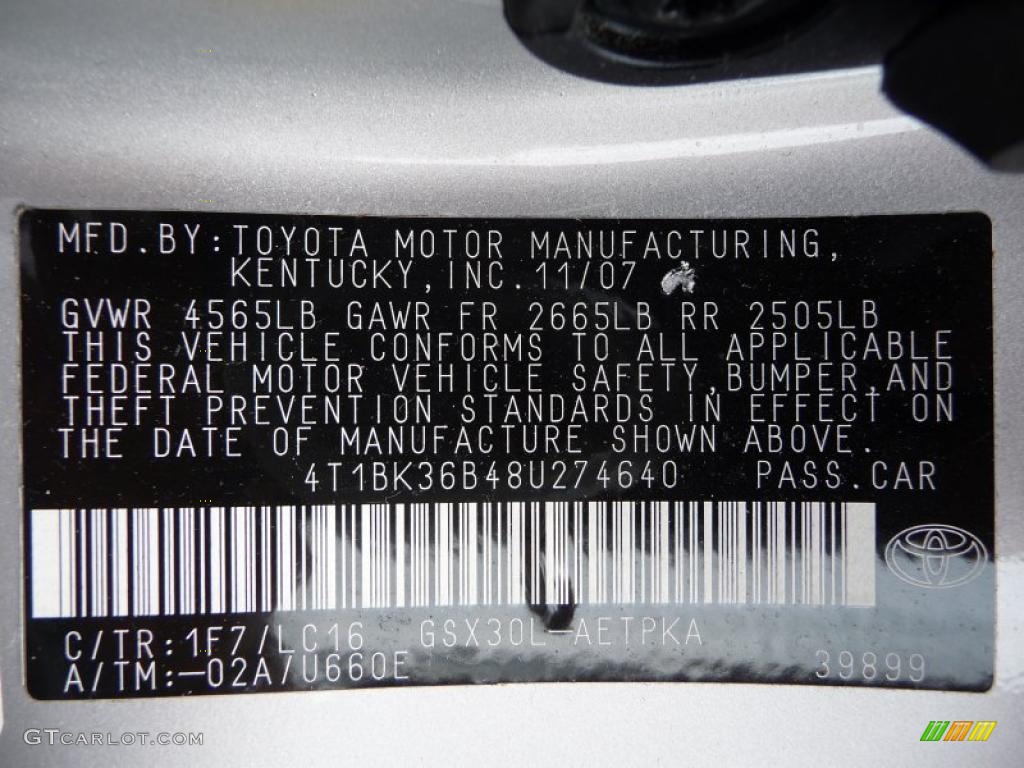 MFD.BY:TOYOTA MOTOR MANUFACTURING,
KENTUCKY,INC.11/07
GVWR 4565LB GAWR FR 2665LB RR 2505LB
THIS VEHICLE CONFORMS TO ALL APPLICABLE
FEDERAL MOTOR VEHICLE SAFETY,BUMPER,AND
THEFT PREVENTION STANDARDS IN EFFECT ON
THE DATE OF MANUFACTURE SHOWN ABOVE.
4T1BK36B48U274640 PASS.CAR
C/TR:1F7/LC16 GSX30L-AETPKA
A/TM:-02A/U660E 39899
GTCARLOT.COM